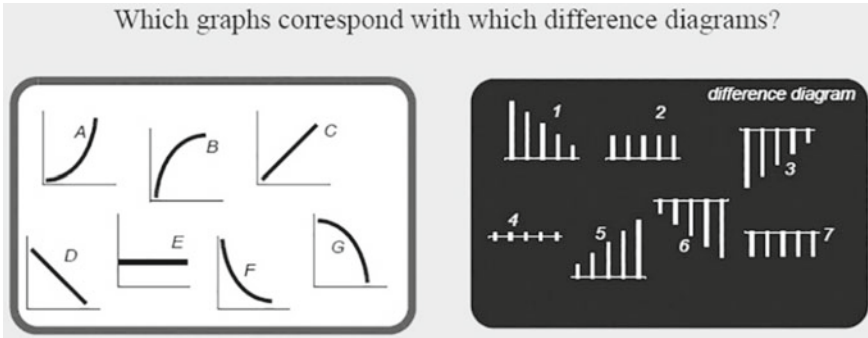 Which graphs correspond with which difference diagrams?
difference diagram
A
B
C
D
E
F
G
1
2
3
4
5
6
7